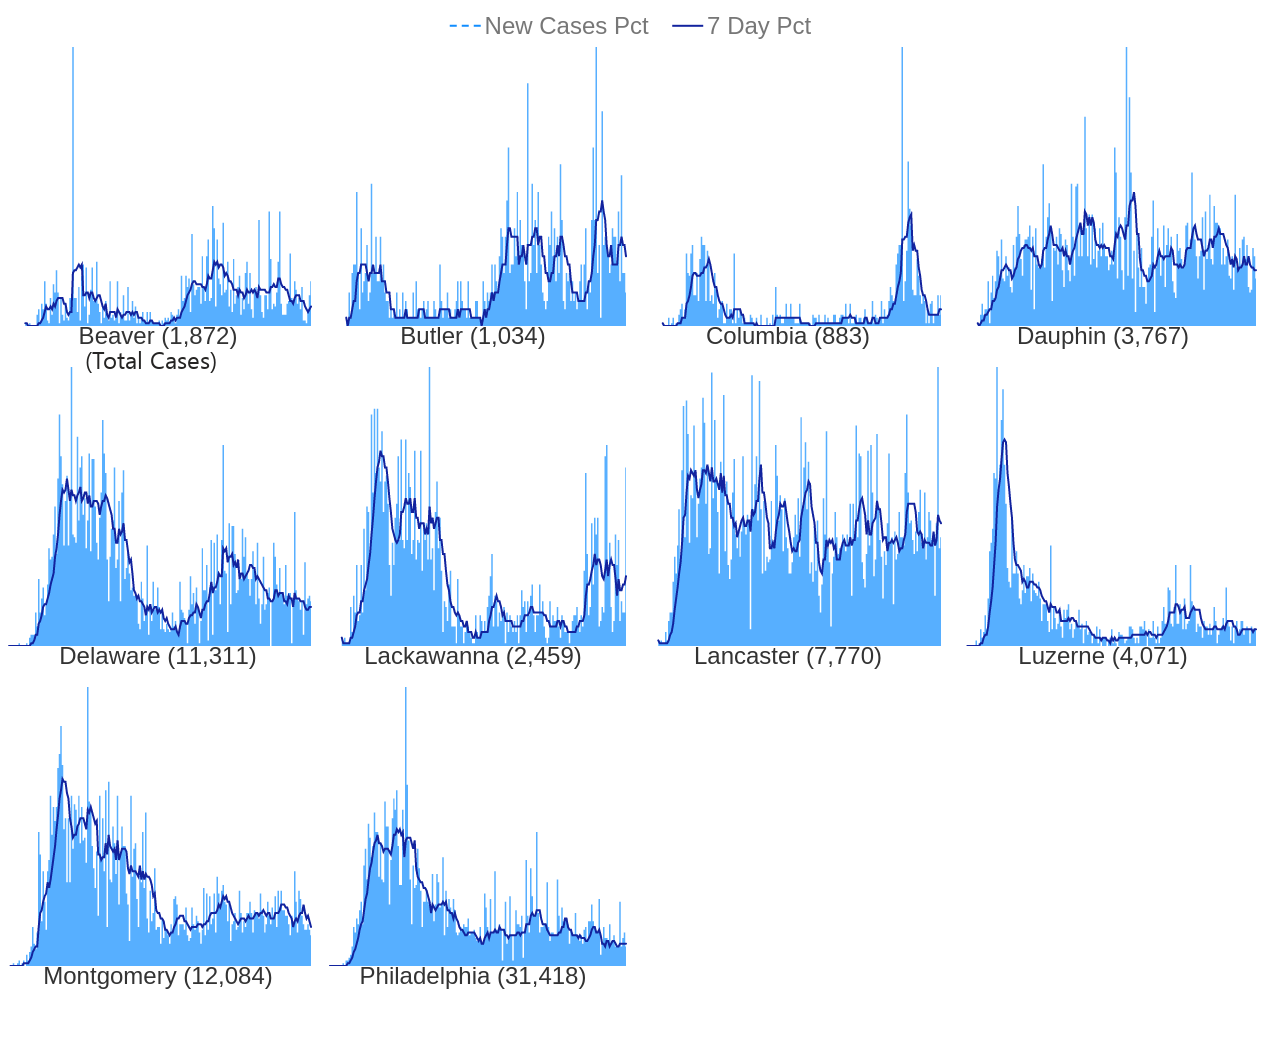 New Cases Pct 7 Day Pct
Beaver (1,872) Butler (1,034) Columbia (883) Dauphin (3,767)
(Total Cases)
Delaware (11,311) Lackawanna (2,459) Lancaster (7,770) Luzerne (4,071)
Montgomery (12,084) Philadelphia (31,418)